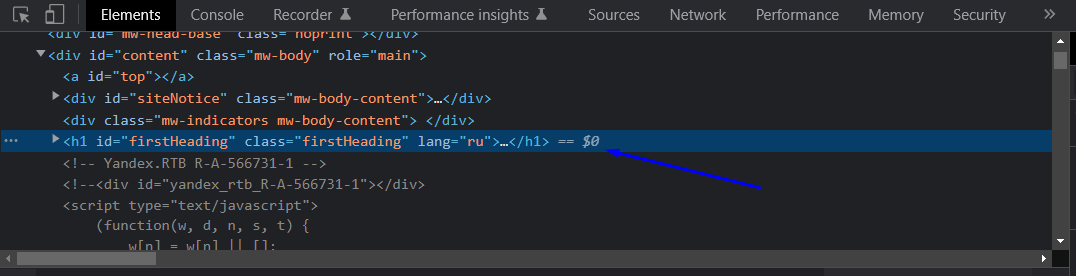 Elements Console Recorder Performance insights Sources Network Performance Memory Security »
<div id="mw-head-base" class="noprint"></div>
<div id="content" class="mw-body" role="main">
<a id="top"></a>
<div id="siteNotice" class="mw-body-content">…</div>
<div class="mw-indicators mw-body-content"> </div>
… <h1 id="firstHeading" class="firstHeading" lang="ru">…</h1> == $0
<!-- Yandex.RTB R-A-566731-1 -->
<!--<div id="yandex_rtb_R-A-566731-1"></div>
<script type="text/javascript">
(function(w, d, n, s, t) {
w[n] = w[n] || [];